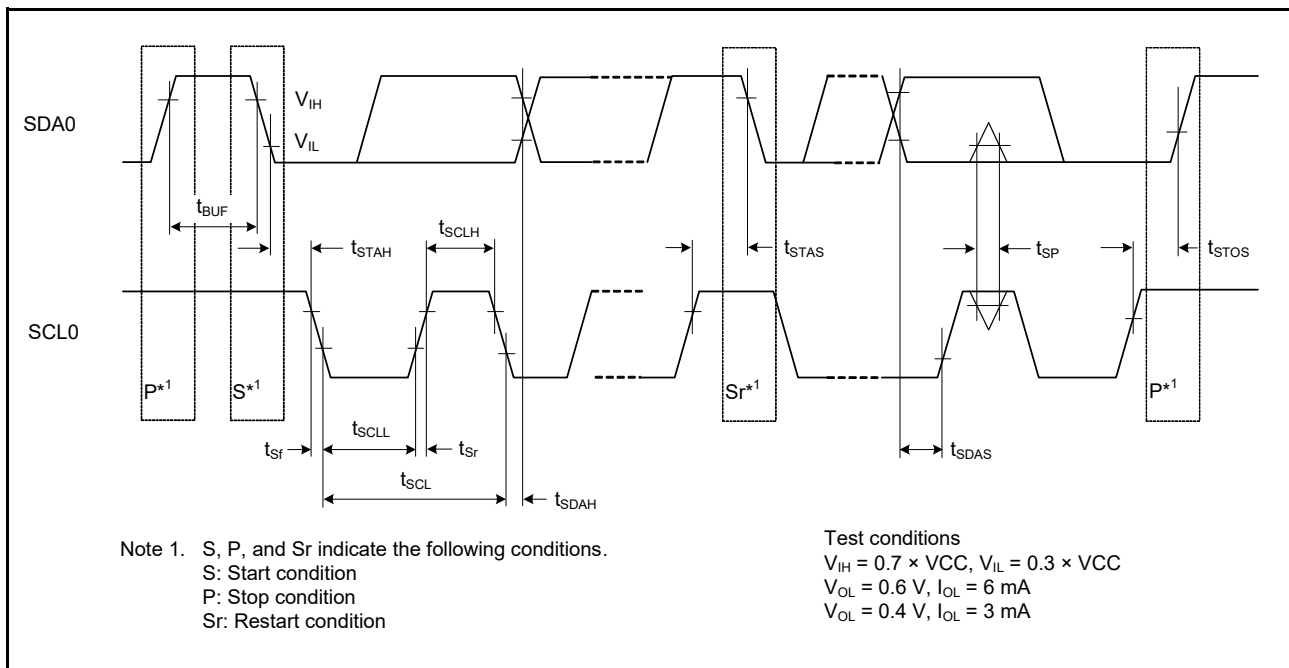 SDA0
V_IH
V_IL
t_BUF
t_STAH
t_SCLH
t_STAS
t_SP
t_STOS
SCL0
P*1
S*1
Sr*1
P*1
t_Sf
t_SCLL
t_Sr
t_SCL
t_SDAH
t_SDAS
Note 1. S, P, and Sr indicate the following conditions.
S: Start condition
P: Stop condition
Sr: Restart condition
Test conditions
V_IH = 0.7 × VCC, V_IL = 0.3 × VCC
V_OL = 0.6 V, I_OL = 6 mA
V_OL = 0.4 V, I_OL = 3 mA